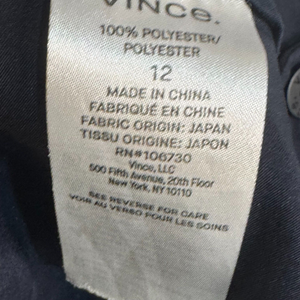 VINCE.
100% POLYESTER/
POLYESTER
12
MADE IN CHINA
FABRIQUÉ EN CHINE
FABRIC ORIGIN: JAPAN
TISSU ORIGINE: JAPON
RN#106730
Vince, LLC
500 Fifth Avenue, 20th Floor
New York, NY 10110
SEE REVERSE FOR CARE
VOIR AU VERSO POUR LES SOINS